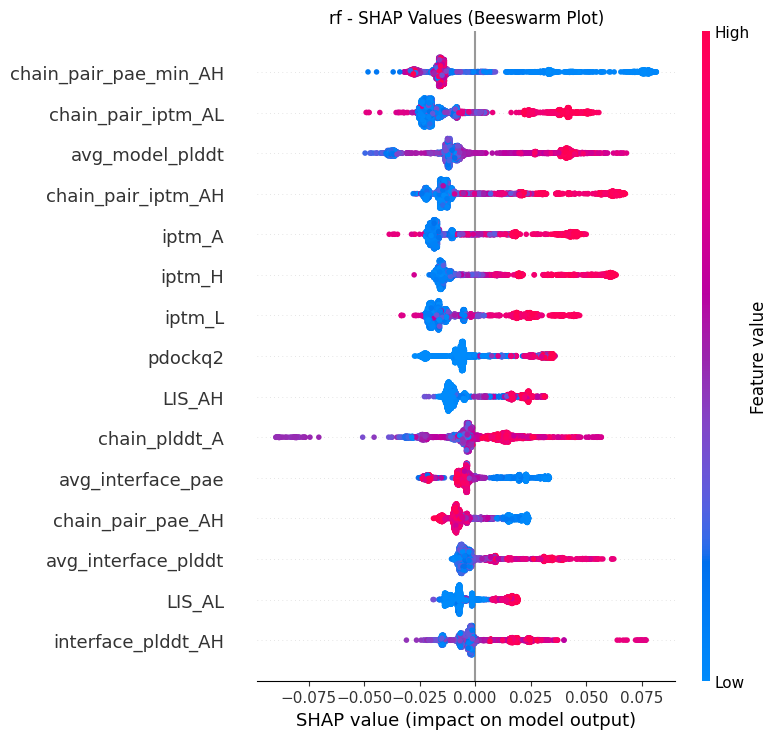 rf - SHAP Values (Beeswarm Plot)
High
chain_pair_pae_min_AH
chain_pair_iptm_AL
avg_model_plddt
chain_pair_iptm_AH
iptm_A
iptm_H
iptm_L
pdockq2
LIS_AH
chain_plddt_A
avg_interface_pae
chain_pair_pae_AH
avg_interface_plddt
LIS_AL
interface_plddt_AH
Feature value
Low
−0.075 −0.050 −0.025 0.000 0.025 0.050 0.075
SHAP value (impact on model output)